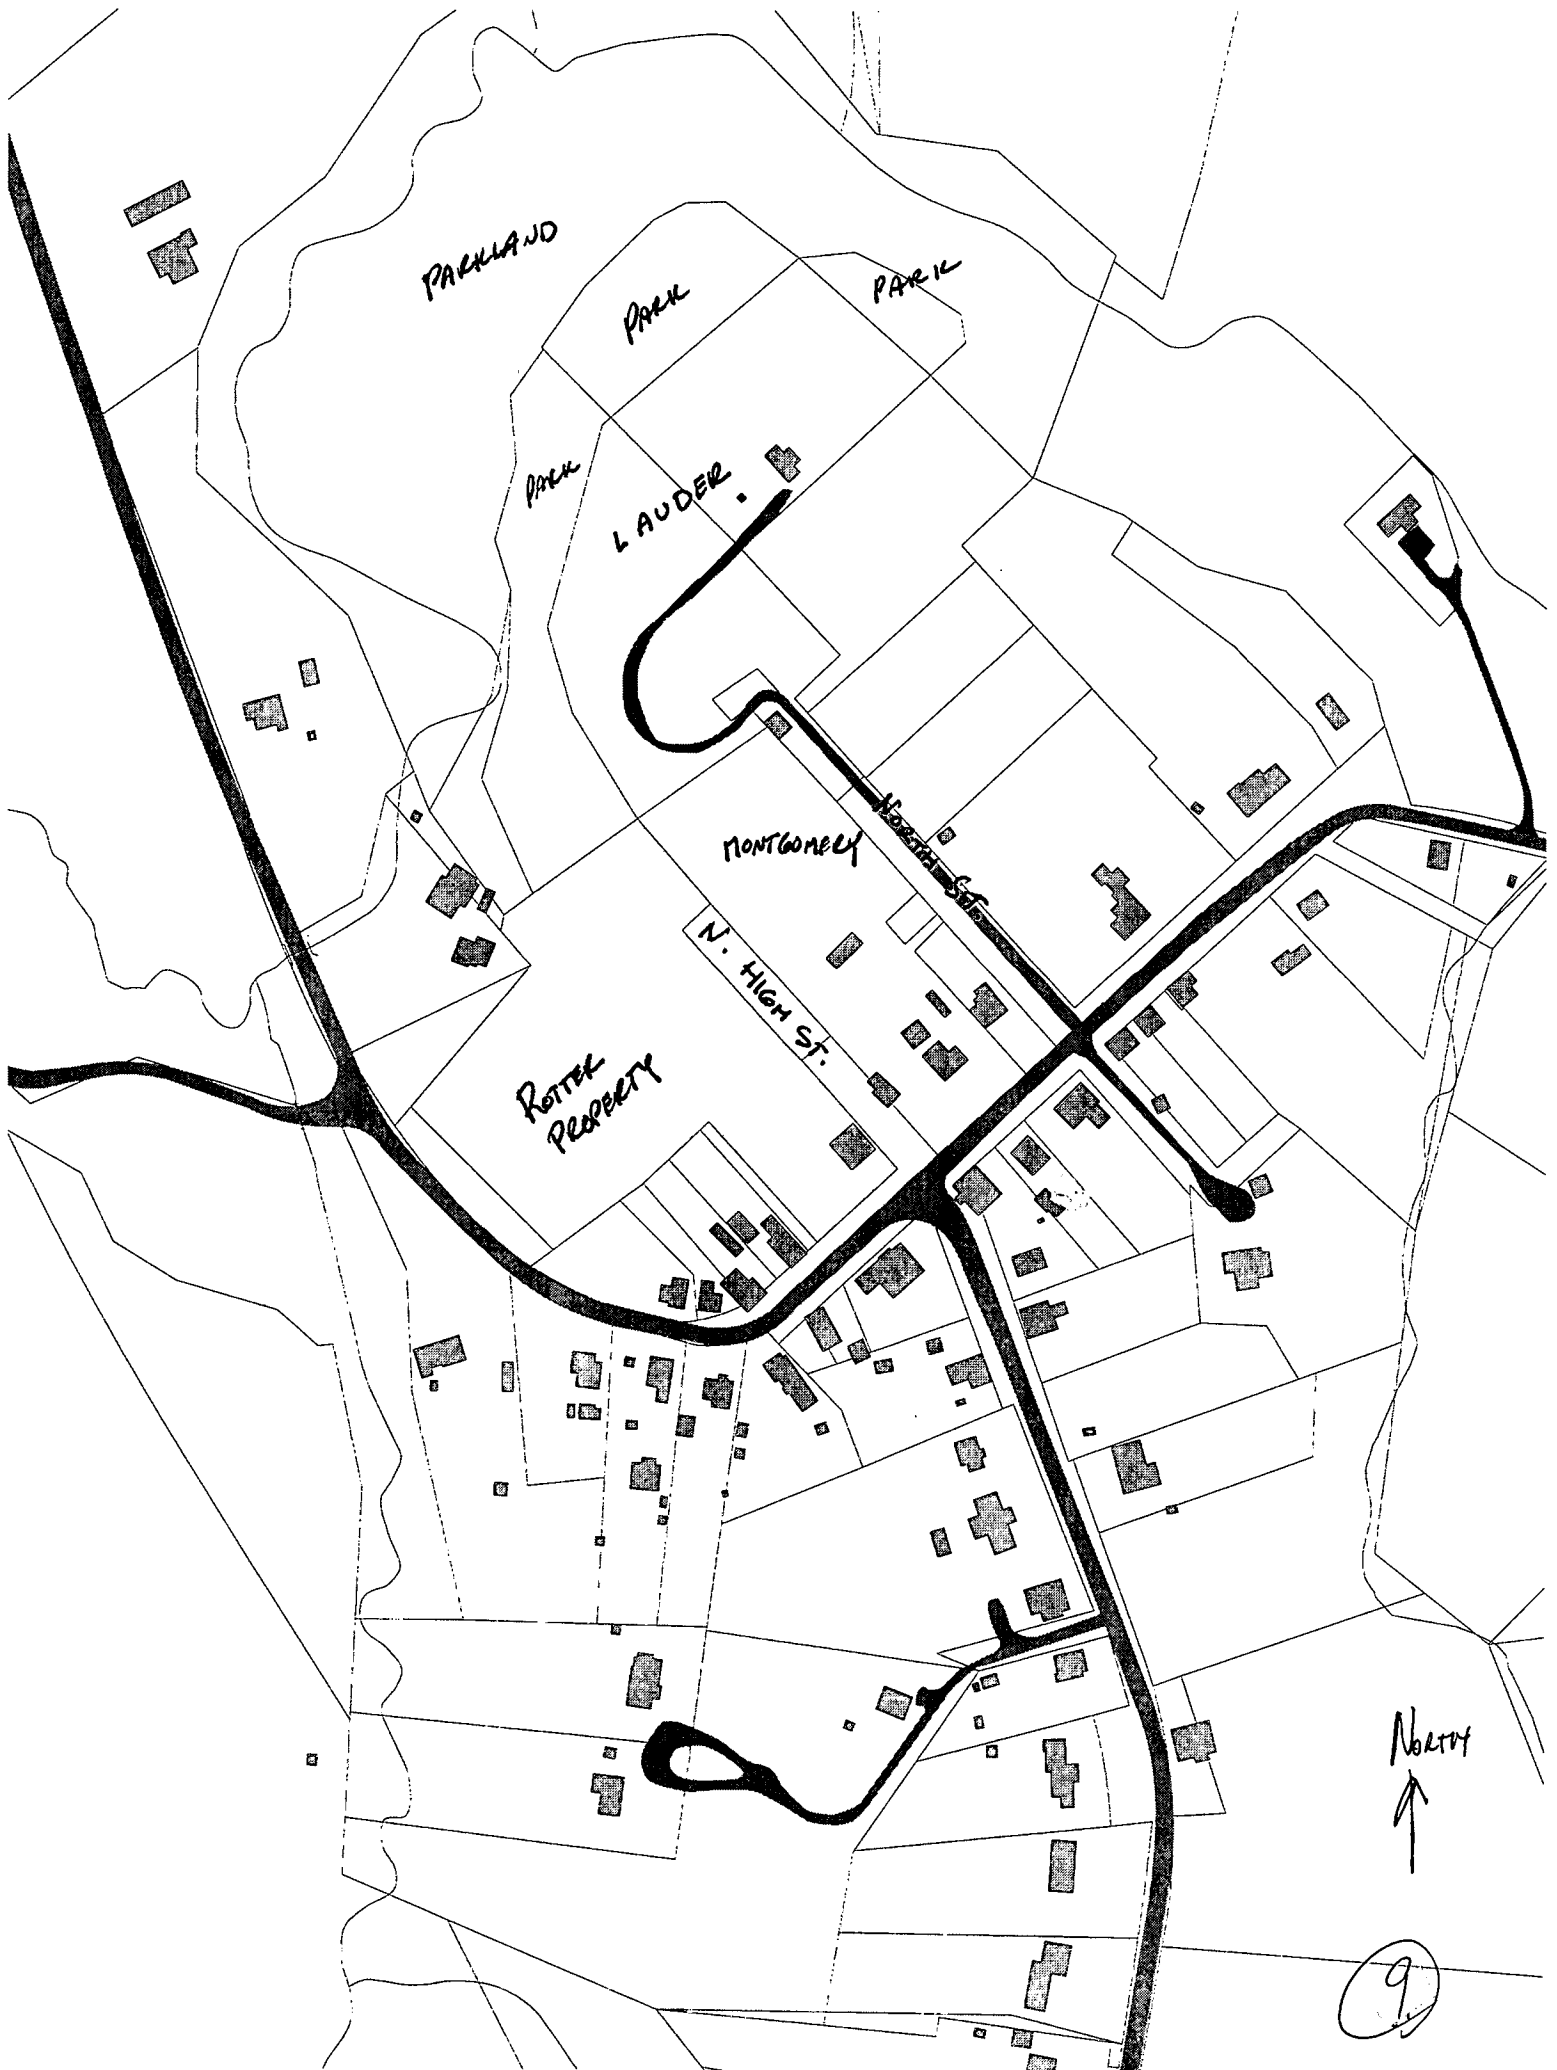 PARKLAND
PARK
PARK
PARK
LAUDER
NORTH ST.
MONTGOMERY
N. HIGH ST.
ROTTER
PROPERTY
NORTH
9